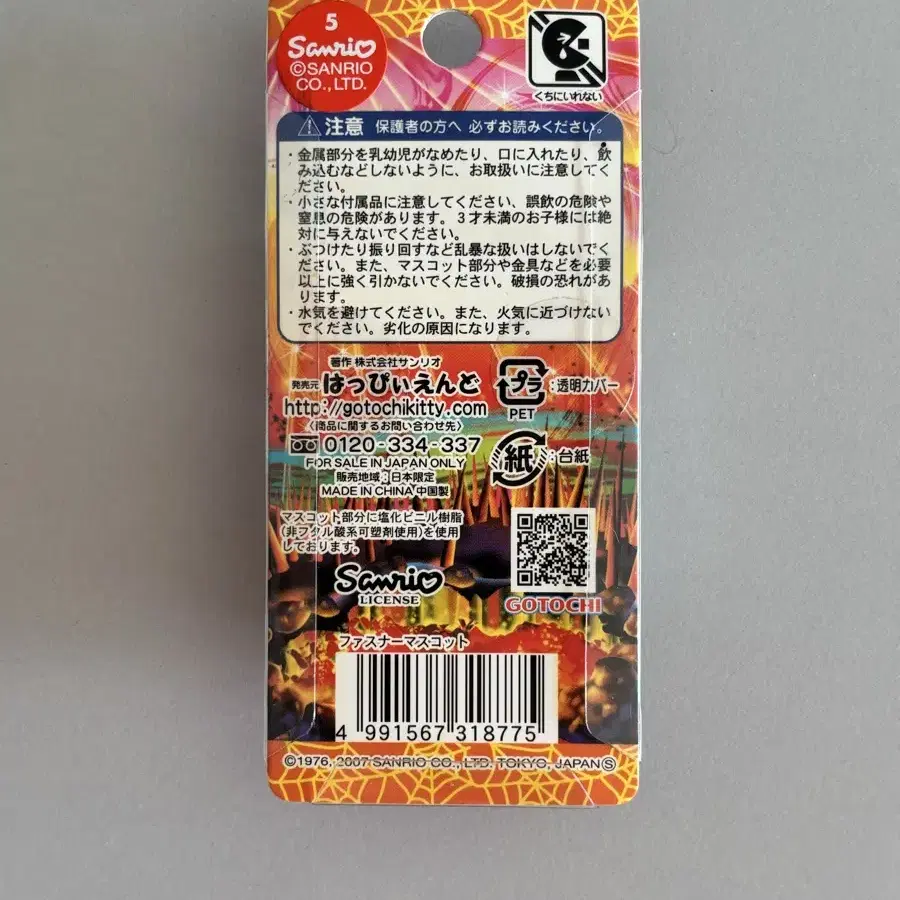 5
Sanrio
©SANRIO
CO.,LTD.
くちにいれない
注意 保護者の方へ 必ずお読みください。
・金属部分を乳幼児がなめたり、口に入れたり、飲
み込むなどしないように、お取扱いに注意してく
ださい。
・小さな付属品に注意してください、誤飲の危険や
窒息の危険があります。3才未満のお子様には絶
対に与えないでください。
・ぶつけたり振り回すなど乱暴な扱いはしないでく
ださい。また、マスコット部分や金具などを必要
以上に強く引かないでください。破損の恐れがあ
ります。
・水気を避けてください。また、火気に近づけない
でください。劣化の原因になります。
著作 株式会社サンリオ
発売元 はっぴぃえんど
http://gotochikitty.com
〈商品に関するお問い合わせ先〉
0120-334-337
FOR SALE IN JAPAN ONLY
販売地域:日本限定
MADE IN CHINA 中国製
プラ :透明カバー
PET
紙 :台紙
マスコット部分に塩化ビニル樹脂
(非フタル酸系可塑剤使用)を使用
しております。
Sanrio
LICENSE
GOTOCHI
ファスナーマスコット
4 991567 318775
©1976, 2007 SANRIO CO., LTD. TOKYO, JAPAN Ⓢ